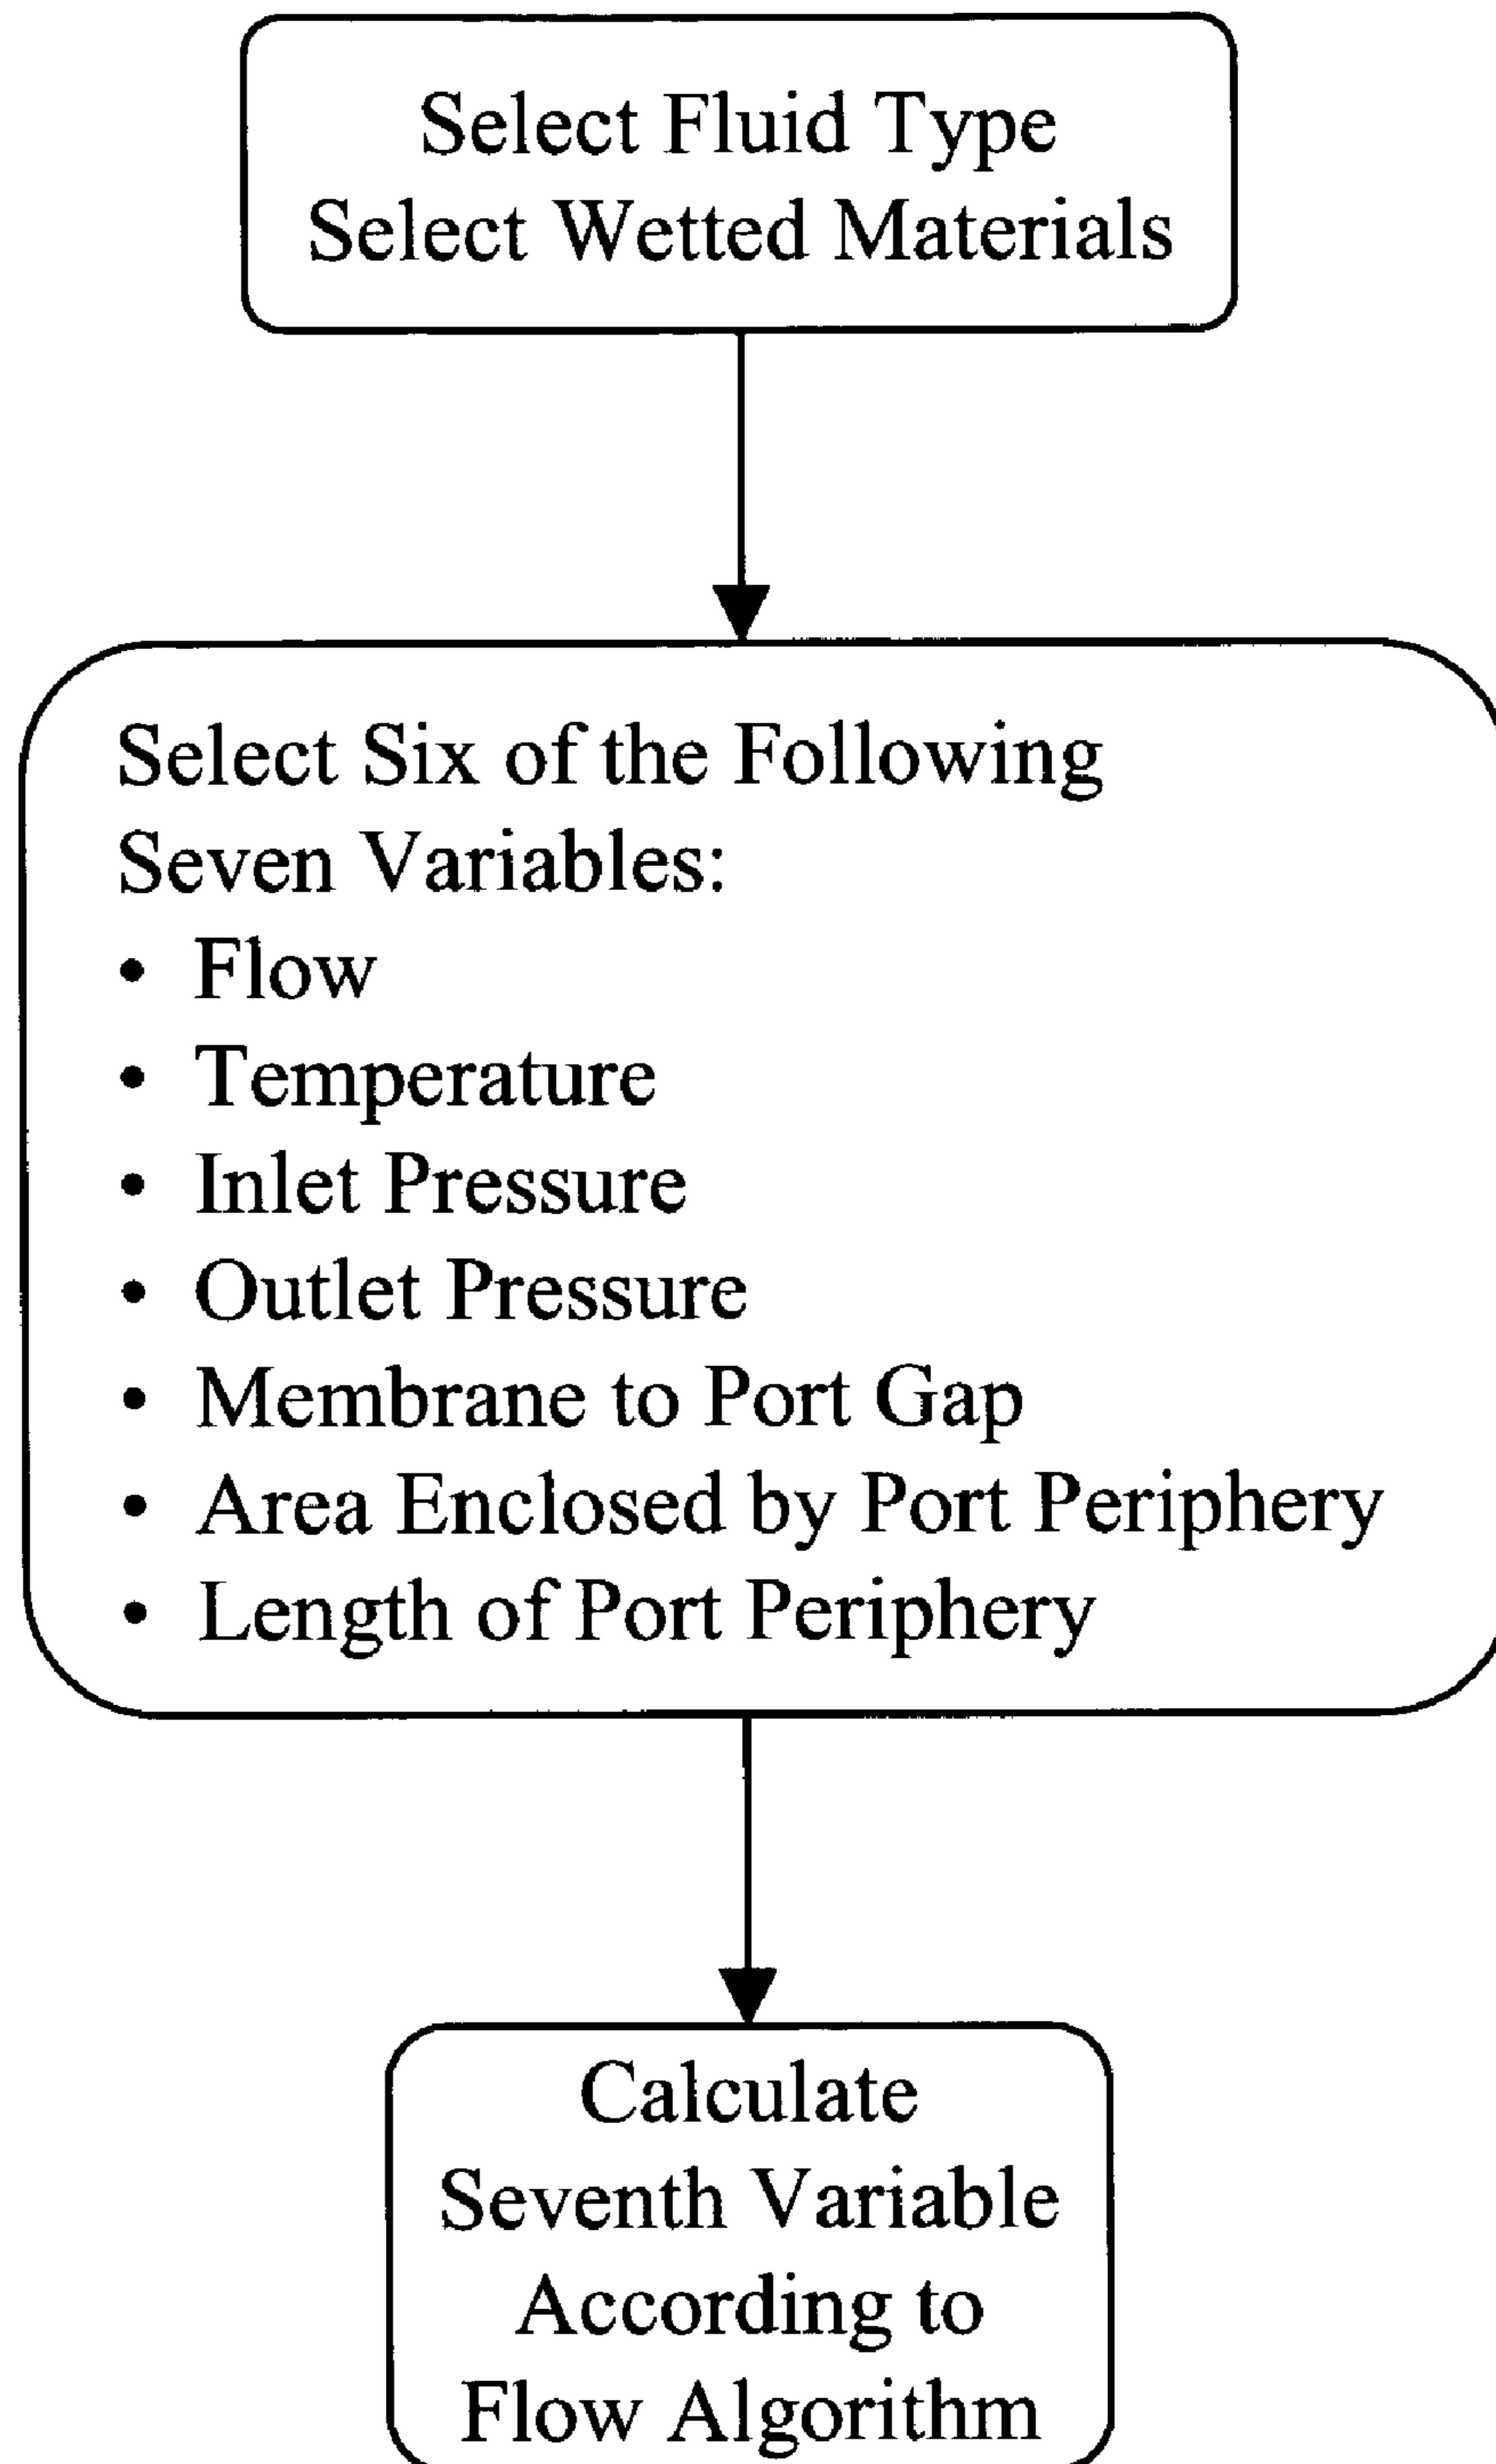 Select Fluid Type
Select Wetted Materials
Select Six of the Following
Seven Variables:
• Flow
• Temperature
• Inlet Pressure
• Outlet Pressure
• Membrane to Port Gap
• Area Enclosed by Port Periphery
• Length of Port Periphery
Calculate
Seventh Variable
According to
Flow Algorithm